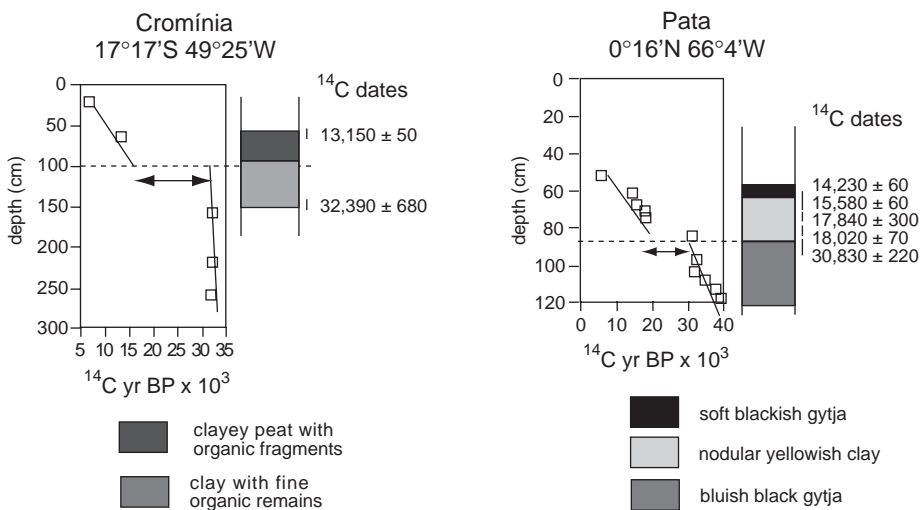 Cromínia
17°17'S 49°25'W
14C dates
0
50
100
150
200
250
300
depth (cm)
5 10 15 20 25 30 35
14C yr BP x 10^3
13,150 ± 50
32,390 ± 680
clayey peat with
organic fragments
clay with fine
organic remains
Pata
0°16'N 66°4'W
14C dates
0
20
40
60
80
100
120
depth (cm)
0 10 20 30 40
14C yr BP x 10^3
14,230 ± 60
15,580 ± 60
17,840 ± 300
18,020 ± 70
30,830 ± 220
soft blackish gytja
nodular yellowish clay
bluish black gytja